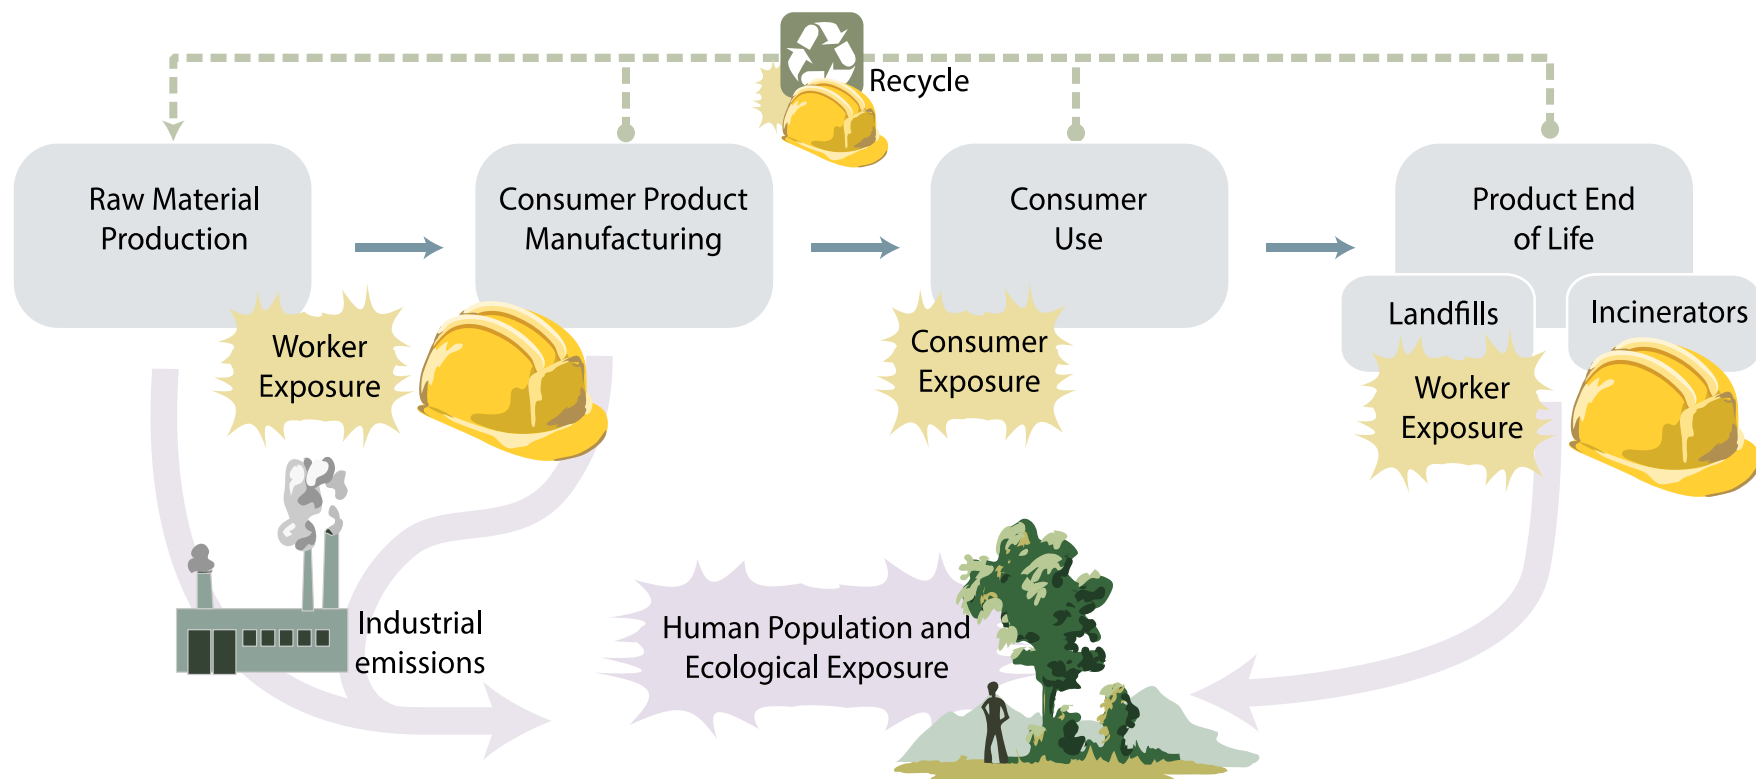 Recycle
Raw Material
Production
Consumer Product
Manufacturing
Consumer
Use
Product End
of Life
Landfills
Incinerators
Worker
Exposure
Consumer
Exposure
Worker
Exposure
Industrial
emissions
Human Population and
Ecological Exposure